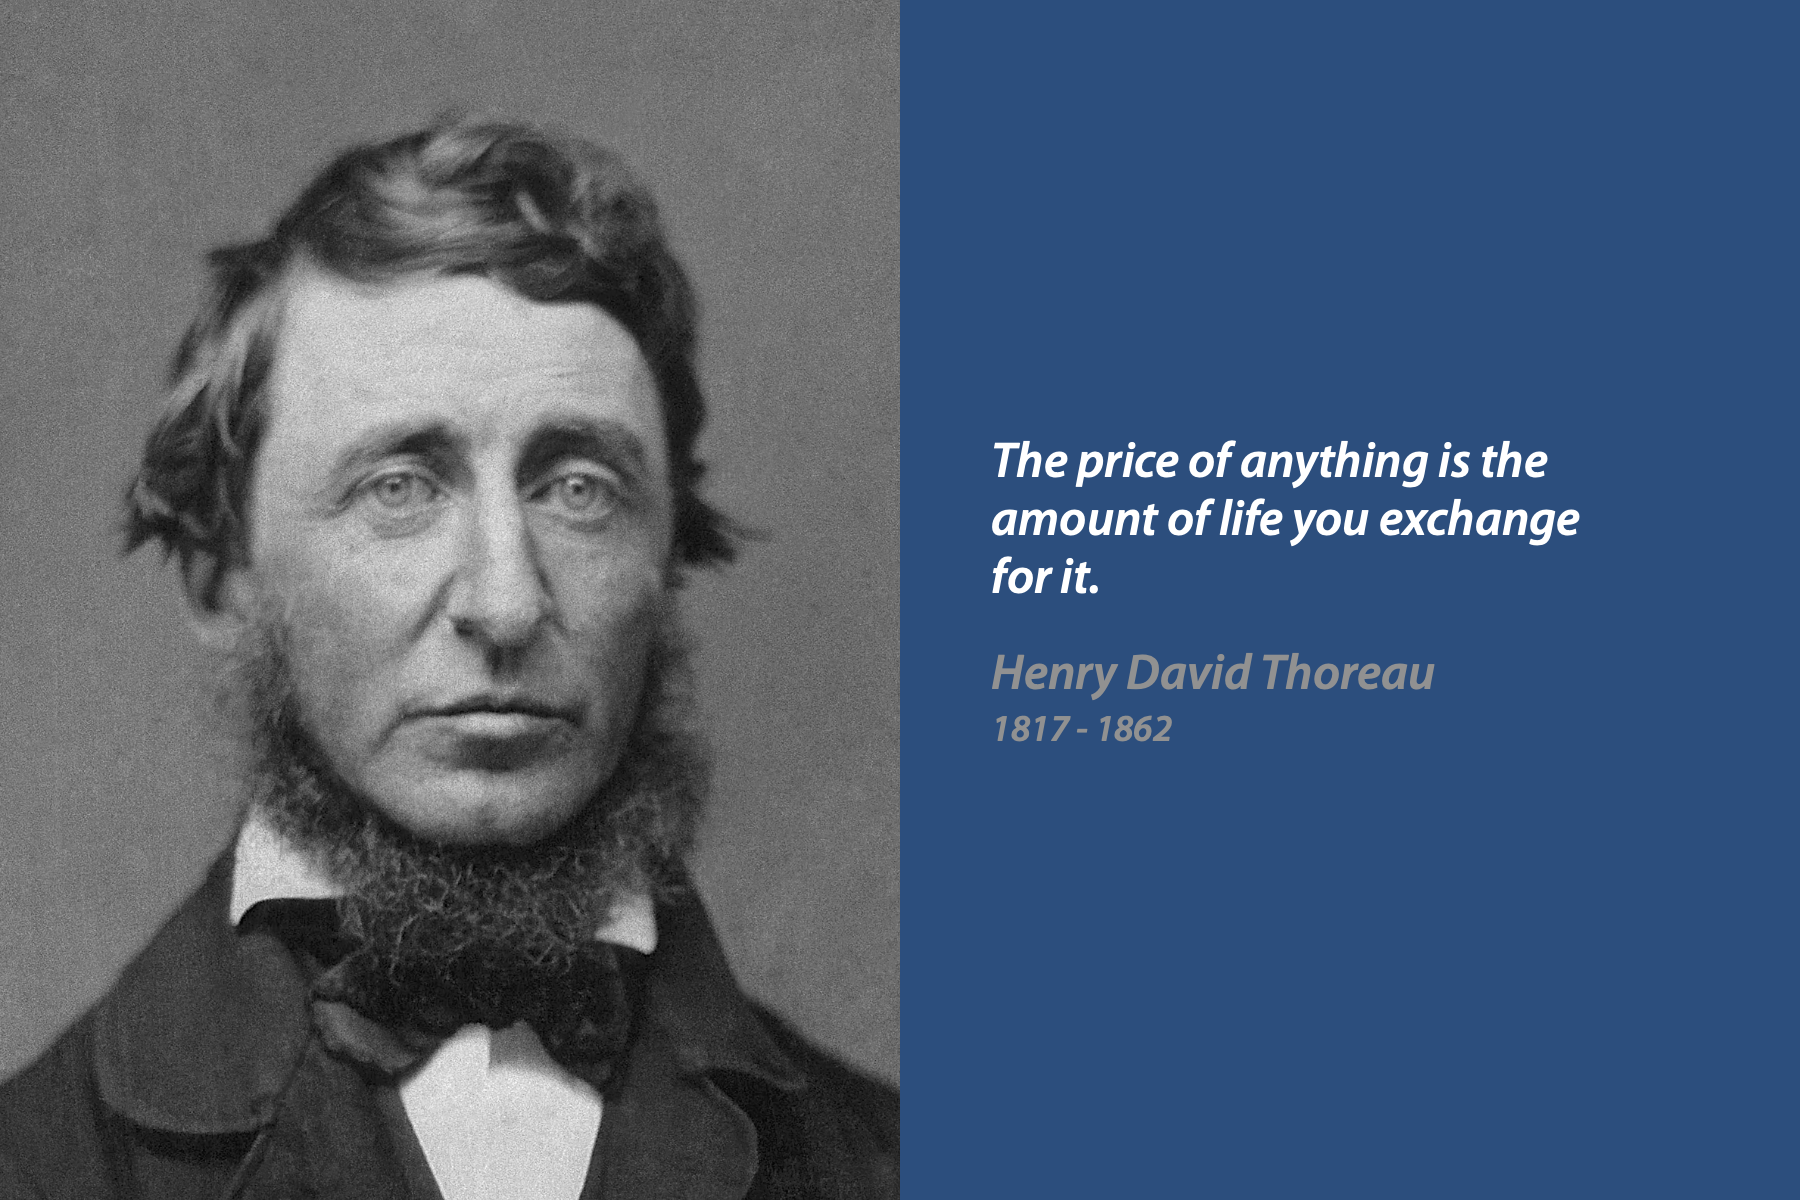 The price of anything is the
amount of life you exchange
for it.
Henry David Thoreau
1817 - 1862